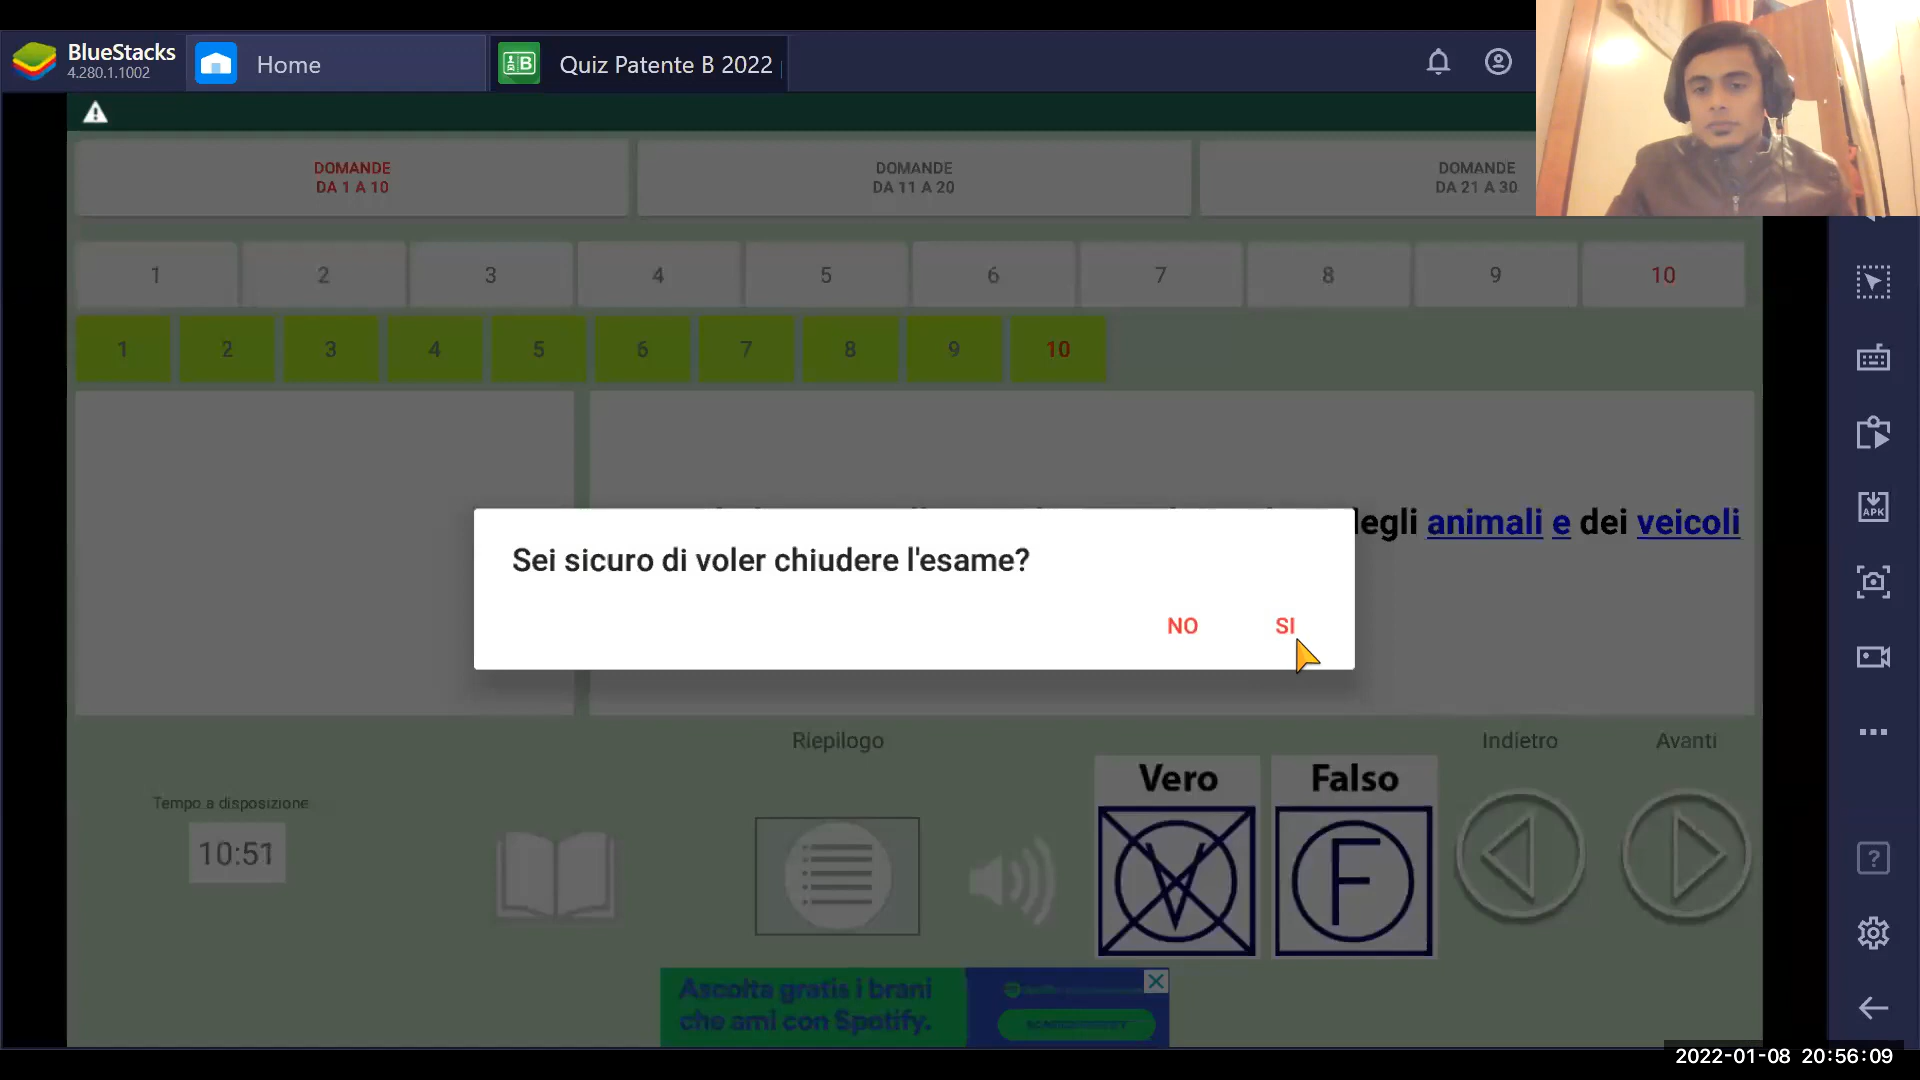 BlueStacks
4.280.1.1002
Home
Quiz Patente B 2022
DOMANDE
DA 1 A 10
DOMANDE
DA 11 A 20
DOMANDE
DA 21 A 30
1 2 3 4 5 6 7 8 9 10
1 2 3 4 5 6 7 8 9 10
egli animali e dei veicoli
Sei sicuro di voler chiudere l'esame?
NO SI
Riepilogo
Indietro
Avanti
Vero
Falso
Tempo a disposizione
10:51
V
F
APK
?
Ascolta gratis i brani
che ami con Spotify.
2022-01-08 20:56:09